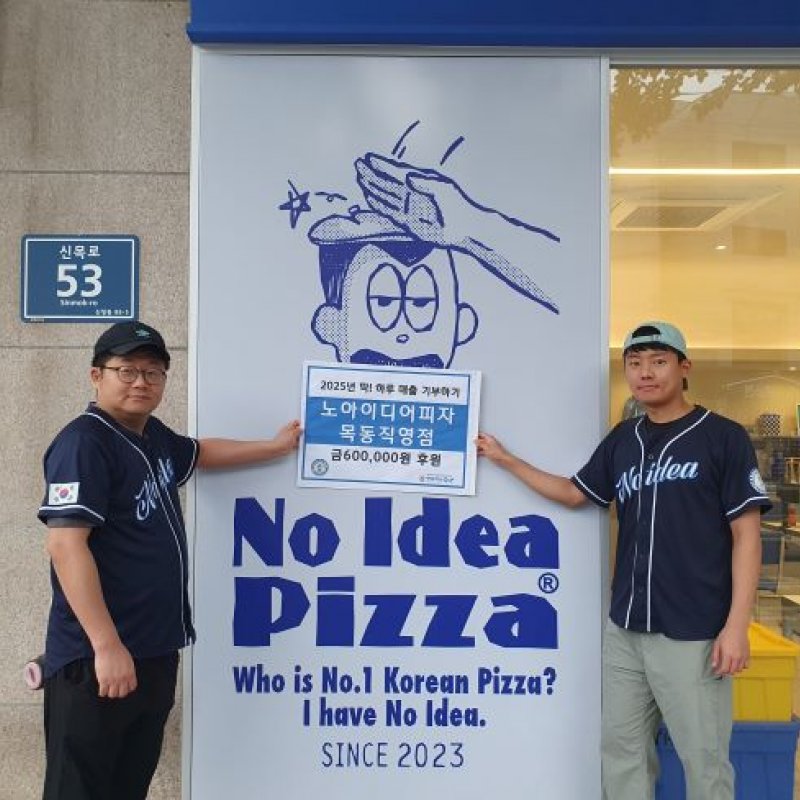 신목로
53
Sinmok-ro
2025년 딱! 하루 매출 기부하기
노아이디어피자
목동직영점
금600,000원 후원
No Idea
No idea
No Idea
Pizza®
Who is No.1 Korean Pizza?
I have No Idea.
SINCE 2023